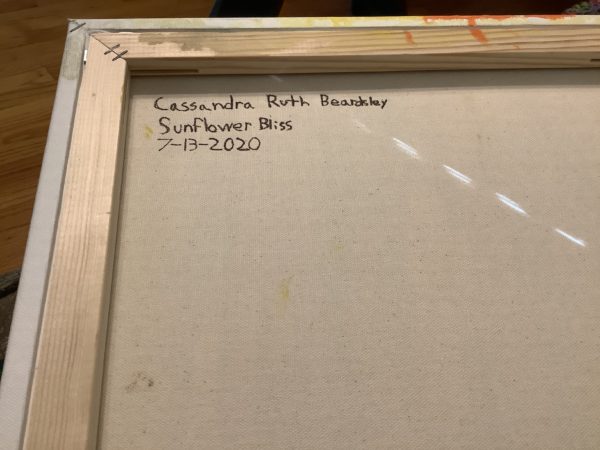 Cassandra Ruth Beardsley
Sunflower Bliss
7-13-2020